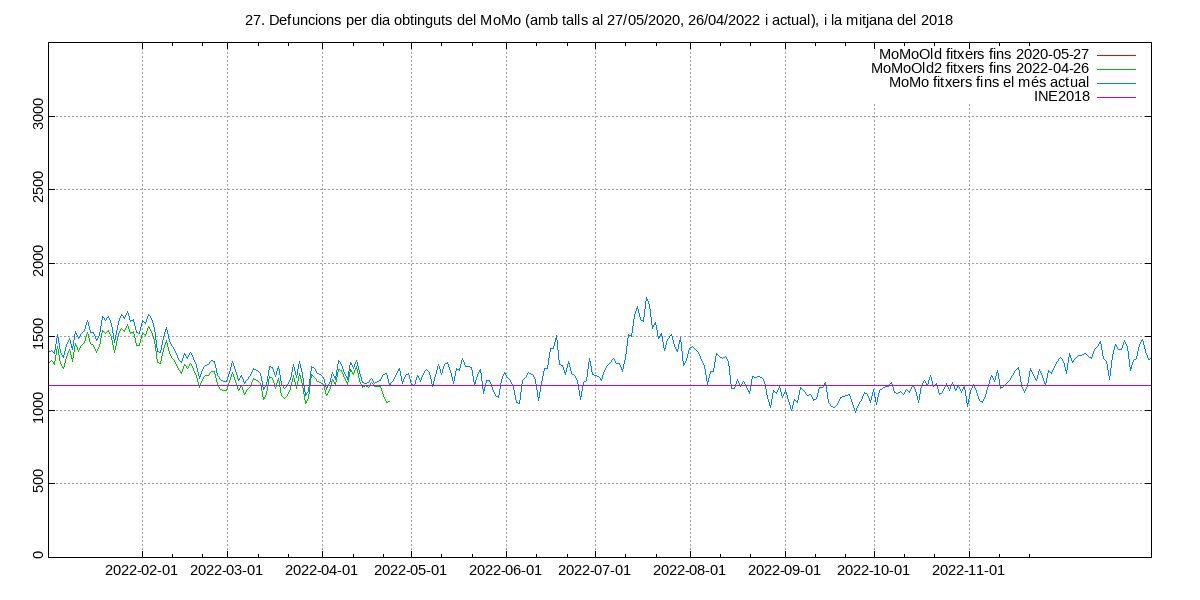 27. Defuncions per dia obtinguts del MoMo (amb talls al 27/05/2020, 26/04/2022 i actual), i la mitjana del 2018
MoMoOld fitxers fins 2020-05-27
MoMoOld2 fitxers fins 2022-04-26
MoMo fitxers fins el més actual
INE2018
3000
2500
2000
1500
1000
500
0
2022-02-01 2022-03-01 2022-04-01 2022-05-01 2022-06-01 2022-07-01 2022-08-01 2022-09-01 2022-10-01 2022-11-01